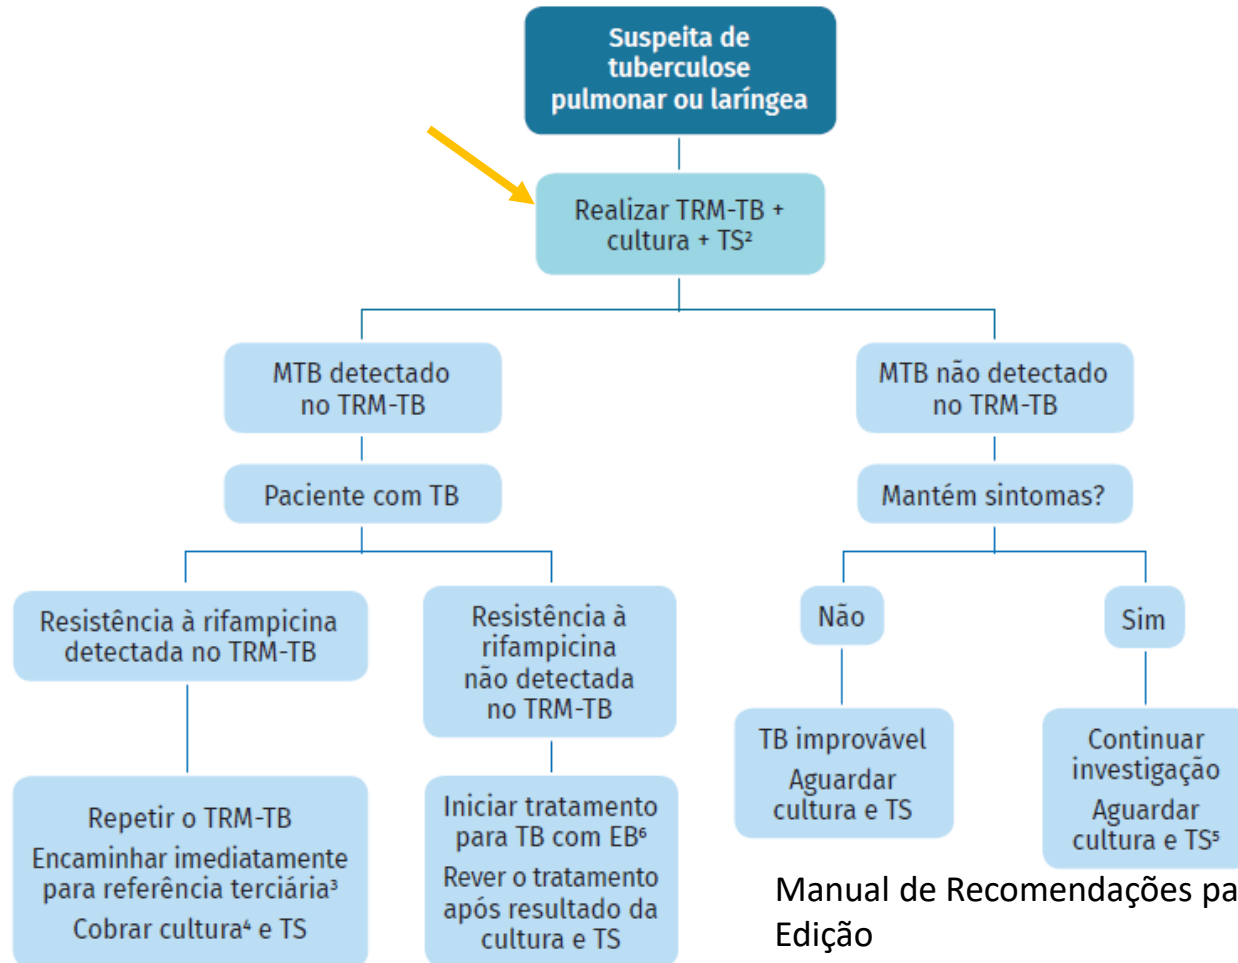 Suspeita de
tuberculose
pulmonar ou laríngea
Realizar TRM-TB +
cultura + TS²
MTB detectado
no TRM-TB
MTB não detectado
no TRM-TB
Paciente com TB
Mantém sintomas?
Resistência à rifampicina
detectada no TRM-TB
Resistência à
rifampicina
não detectada
no TRM-TB
Não
Sim
Repetir o TRM-TB
Encaminhar imediatamente
para referência terciária³
Cobrar cultura⁴ e TS
Iniciar tratamento
para TB com EB⁶
Rever o tratamento
após resultado da
cultura e TS
TB improvável
Aguardar
cultura e TS
Continuar
investigação
Aguardar
cultura e TS⁵
Manual de Recomendações pa
Edição